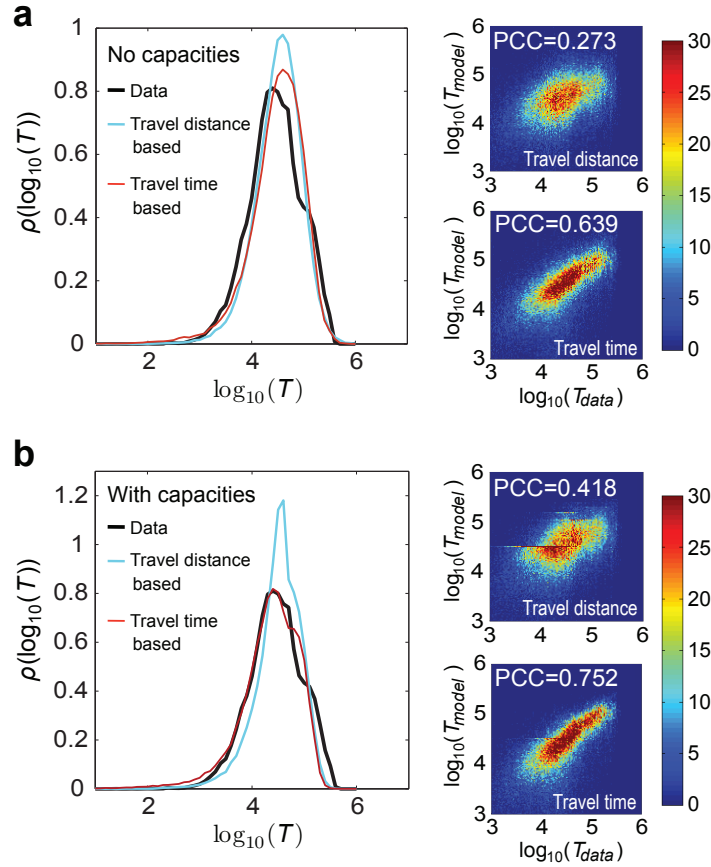 a
No capacities
Data
Travel distance
based
Travel time
based
ρ(log10(T))
1
0.8
0.6
0.4
0.2
0
2
4
6
log10(T)
PCC=0.273
Travel distance
log10(Tmodel)
6
5
4
3
PCC=0.639
Travel time
log10(Tmodel)
6
5
4
3
3
4
5
6
log10(Tdata)
30
25
20
15
10
5
0
b
With capacities
Data
Travel distance
based
Travel time
based
ρ(log10(T))
1.2
1
0.8
0.6
0.4
0.2
0
2
4
6
log10(T)
PCC=0.418
Travel distance
log10(Tmodel)
6
5
4
3
3
4
5
6
PCC=0.752
Travel time
log10(Tmodel)
6
5
4
3
3
4
5
6
log10(Tdata)
30
25
20
15
10
5
0